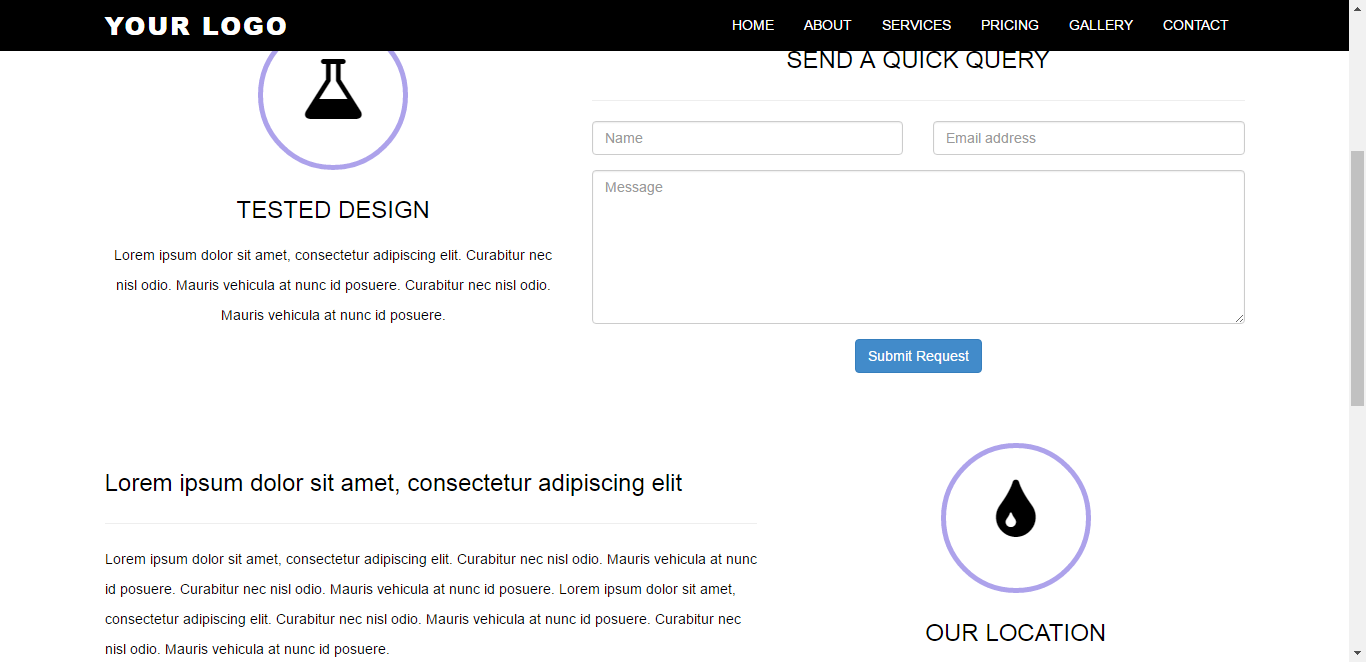 YOUR LOGO
HOME ABOUT SERVICES PRICING GALLERY CONTACT
TESTED DESIGN
Lorem ipsum dolor sit amet, consectetur adipiscing elit. Curabitur nec
nisl odio. Mauris vehicula at nunc id posuere. Curabitur nec nisl odio.
Mauris vehicula at nunc id posuere.
SEND A QUICK QUERY
Name
Email address
Message
Submit Request
Lorem ipsum dolor sit amet, consectetur adipiscing elit
Lorem ipsum dolor sit amet, consectetur adipiscing elit. Curabitur nec nisl odio. Mauris vehicula at nunc
id posuere. Curabitur nec nisl odio. Mauris vehicula at nunc id posuere. Lorem ipsum dolor sit amet,
consectetur adipiscing elit. Curabitur nec nisl odio. Mauris vehicula at nunc id posuere. Curabitur nec
nisl odio. Mauris vehicula at nunc id posuere.
OUR LOCATION